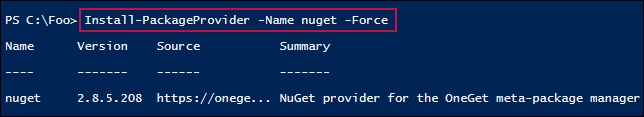 PS C:\Foo> Install-PackageProvider -Name nuget -Force
Name Version Source Summary
---- ------- ------ -------
nuget 2.8.5.208 https://onege... NuGet provider for the OneGet meta-package manager